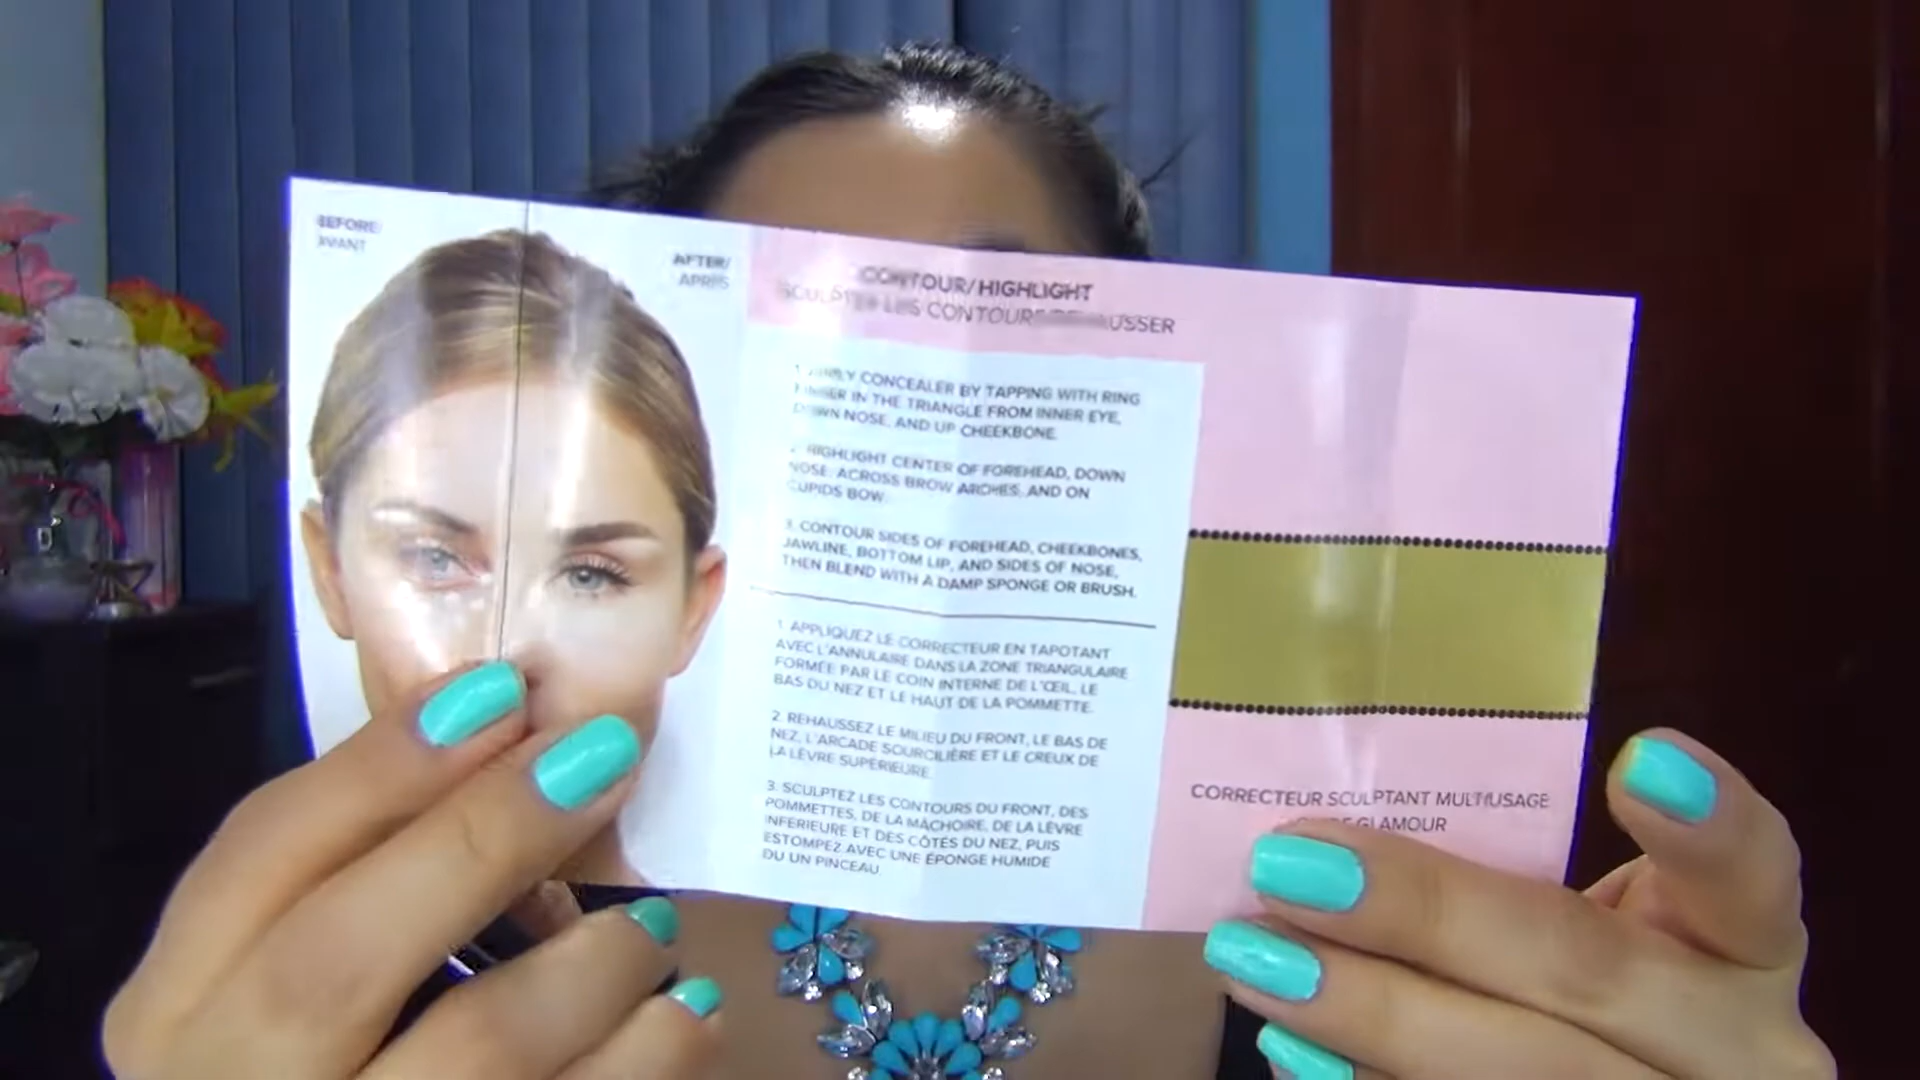 BEFORE/
AVANT
AFTER/
APRÈS
CONTOUR/HIGHLIGHT
LES CONTOURS
CONCEALER BY TAPPING WITH RING
FINGER IN THE TRIANGLE FROM INNER EYE,
DOWN NOSE, AND UP CHEEKBONE.
HIGHLIGHT CENTER OF FOREHEAD, DOWN
NOSE, ACROSS BROW ARCHES, AND ON
CUPIDS BOW.
3. CONTOUR SIDES OF FOREHEAD, CHEEKBONES,
JAWLINE, BOTTOM LIP, AND SIDES OF NOSE,
THEN BLEND WITH A DAMP SPONGE OR BRUSH.
1. APPLIQUEZ LE CORRECTEUR EN TAPOTANT
AVEC L'ANNULAIRE DANS LA ZONE TRIANGULAIRE
FORMÉE PAR LE COIN INTERNE DE L'ŒIL, LE
BAS DU NEZ ET LE HAUT DE LA POMMETTE.
2. REHAUSSEZ LE MILIEU DU FRONT, LE BAS DE
NEZ, L'ARCADE SOURCILIÈRE ET LE CREUX DE
LA LÈVRE SUPÉRIEURE.
3. SCULPTEZ LES CONTOURS DU FRONT, DES
POMMETTES, DE LA MÂCHOIRE, DE LA LÈVRE
INFERIEURE ET DES CÔTÉS DU NEZ, PUIS
ESTOMPEZ AVEC UNE ÉPONGE HUMIDE
OU UN PINCEAU.
CORRECTEUR SCULPTANT MULTIUSAGE
GLAMOUR